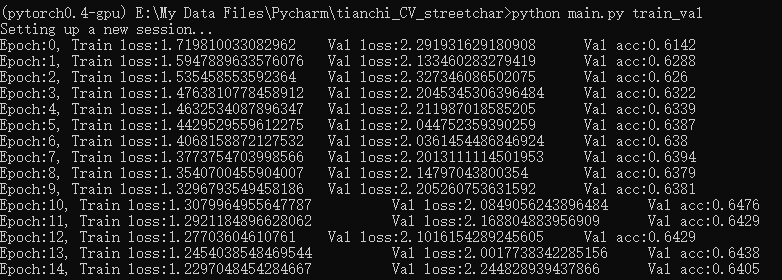 (pytorch0.4-gpu) E:\My Data Files\Pycharm\tianchi_CV_streetchar>python main.py train_val
Setting up a new session...
Epoch:0, Train loss:1.719810033082962 Val loss:2.291931629180908 Val acc:0.6142
Epoch:1, Train loss:1.5947889633576076 Val loss:2.133460283279419 Val acc:0.6288
Epoch:2, Train loss:1.535458553592364 Val loss:2.327346086502075 Val acc:0.626
Epoch:3, Train loss:1.4763810778458912 Val loss:2.2045345306396484 Val acc:0.6322
Epoch:4, Train loss:1.4632534087896347 Val loss:2.211987018585205 Val acc:0.6339
Epoch:5, Train loss:1.4429529559612275 Val loss:2.044752359390259 Val acc:0.6387
Epoch:6, Train loss:1.4068158872127532 Val loss:2.0361454486846924 Val acc:0.638
Epoch:7, Train loss:1.3773754703998566 Val loss:2.2013111114501953 Val acc:0.6394
Epoch:8, Train loss:1.3540700455904007 Val loss:2.14797043800354 Val acc:0.6379
Epoch:9, Train loss:1.3296793549458186 Val loss:2.205260753631592 Val acc:0.6381
Epoch:10, Train loss:1.3079964955647787 Val loss:2.0849056243896484 Val acc:0.6476
Epoch:11, Train loss:1.2921184896628062 Val loss:2.168804883956909 Val acc:0.6429
Epoch:12, Train loss:1.27703604610761 Val loss:2.1016154289245605 Val acc:0.6429
Epoch:13, Train loss:1.2454038548469544 Val loss:2.0017738342285156 Val acc:0.6438
Epoch:14, Train loss:1.2297048454284667 Val loss:2.244828939437866 Val acc:0.6405